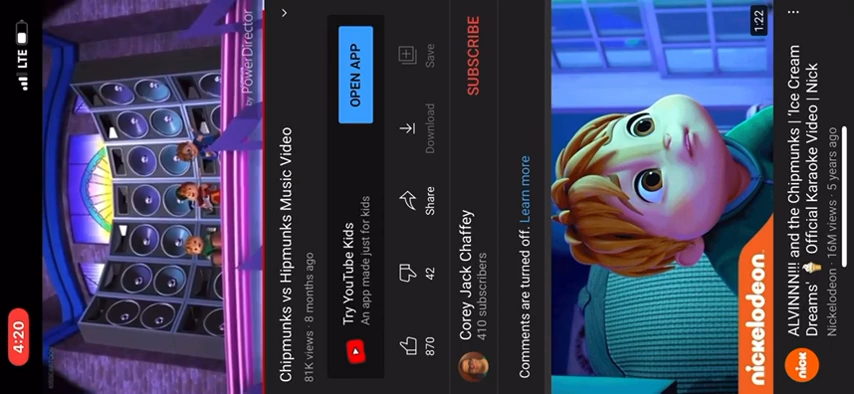 4:20
LTE
by PowerDirector
Chipmunks vs Hipmunks Music Video
81K views · 8 months ago
Try YouTube Kids
An app made just for kids
OPEN APP
870
42
Share
Download
Save
Corey Jack Chaffey
410 subscribers
SUBSCRIBE
Comments are turned off. Learn more
nickelodeon
1:22
nick
ALVINNN!!! and the Chipmunks | 'Ice Cream
Dreams' 🍦 Official Karaoke Video | Nick
Nickelodeon · 16M views · 5 years ago